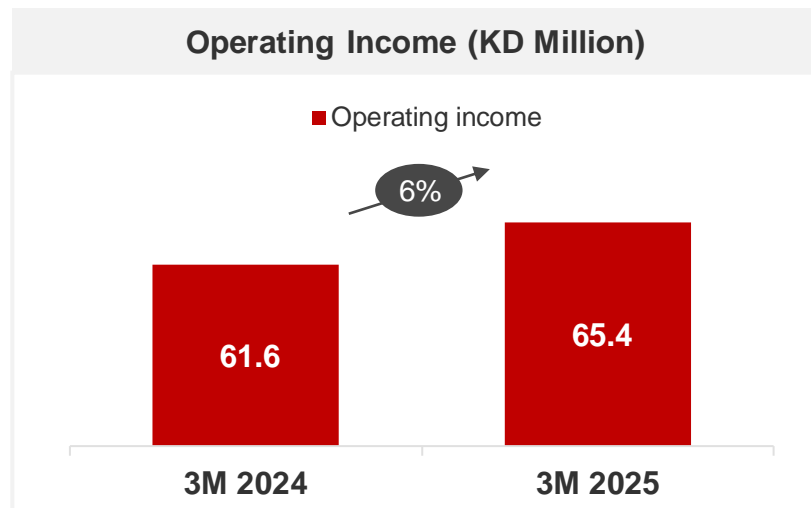 Operating Income (KD Million)
Operating income
6%
61.6
65.4
3M 2024
3M 2025